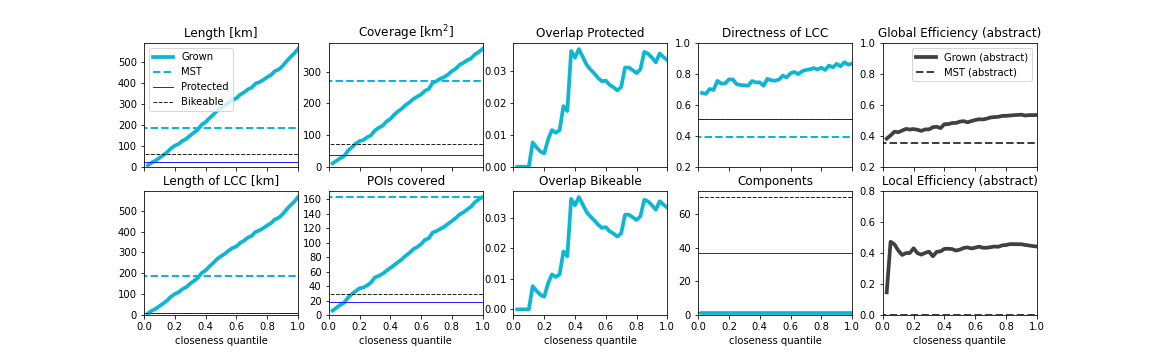 Length [km]
Coverage [km²]
Overlap Protected
Directness of LCC
Global Efficiency (abstract)
Grown
MST
Protected
Bikeable
Grown (abstract)
MST (abstract)
500
400
300
200
100
0
300
200
100
0
0.03
0.02
0.01
0.00
1.0
0.8
0.6
0.4
0.2
1.0
0.8
0.6
0.4
0.2
Length of LCC [km]
POIs covered
Overlap Bikeable
Components
Local Efficiency (abstract)
500
400
300
200
100
0
160
140
120
100
80
60
40
20
0
0.03
0.02
0.01
0.00
60
40
20
0
0.8
0.6
0.4
0.2
0.0
0.0 0.2 0.4 0.6 0.8 1.0
0.0 0.2 0.4 0.6 0.8 1.0
0.0 0.2 0.4 0.6 0.8 1.0
0.0 0.2 0.4 0.6 0.8 1.0
0.0 0.2 0.4 0.6 0.8 1.0
closeness quantile
closeness quantile
closeness quantile
closeness quantile
closeness quantile